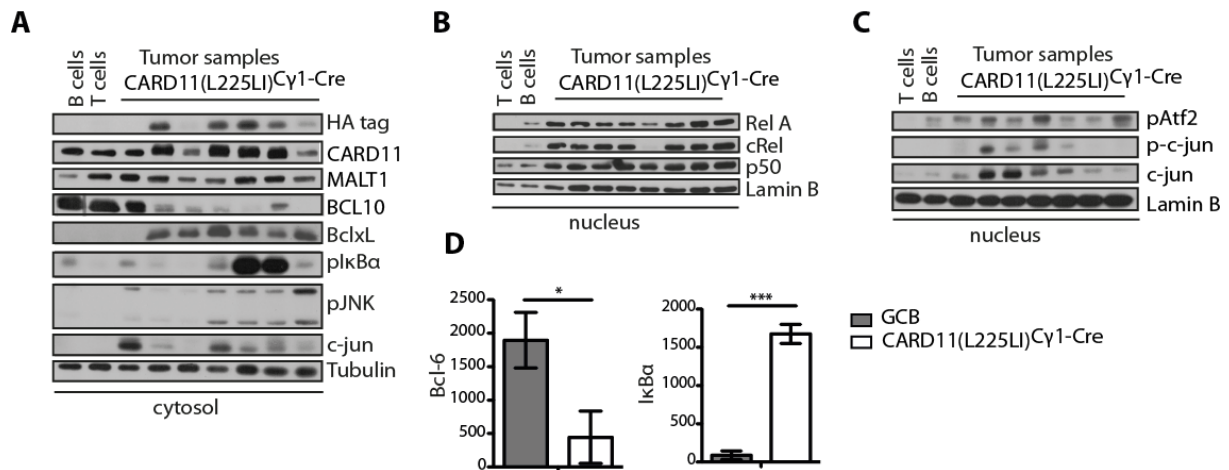 A
B cells
T cells
Tumor samples
CARD11(L225LI)Cγ1-Cre
HA tag
CARD11
MALT1
BCL10
BclxL
pIκBα
pJNK
c-jun
Tubulin
cytosol
B
T cells
B cells
Tumor samples
CARD11(L225LI)Cγ1-Cre
Rel A
cRel
p50
Lamin B
nucleus
C
T cells
B cells
Tumor samples
CARD11(L225LI)Cγ1-Cre
pAtf2
p-c-jun
c-jun
Lamin B
nucleus
D
Bcl-6
2500
2000
1500
1000
500
0
*
IκBα
1500
1000
500
0
***
GCB
CARD11(L225LI)Cγ1-Cre